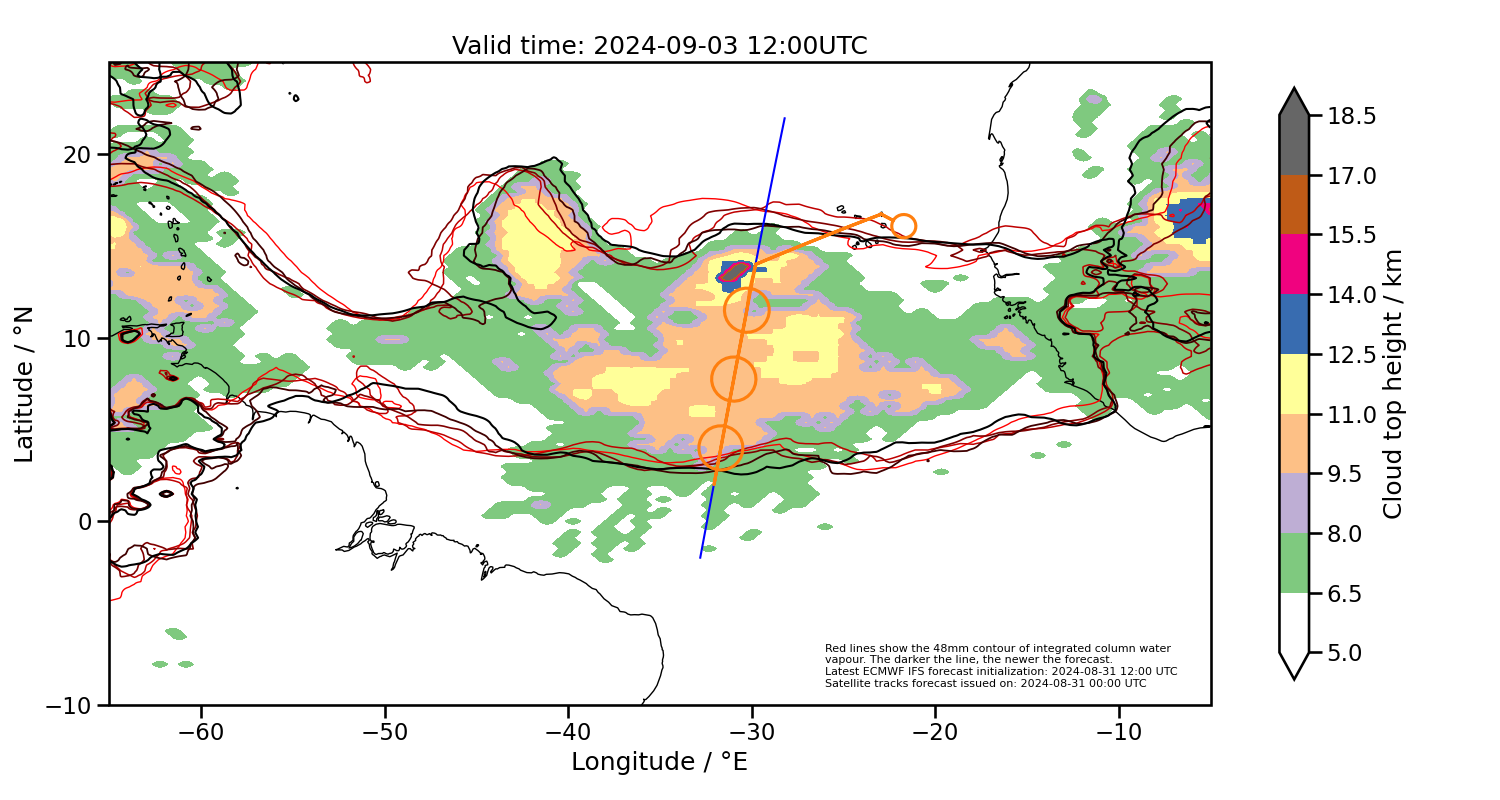 Valid time: 2024-09-03 12:00UTC
Latitude / °N
20
10
0
−10
−60
−50
−40
−30
−20
−10
Longitude / °E
Red lines show the 48mm contour of integrated column water
vapour. The darker the line, the newer the forecast.
Latest ECMWF IFS forecast initialization: 2024-08-31 12:00 UTC
Satellite tracks forecast issued on: 2024-08-31 00:00 UTC
18.5
17.0
15.5
14.0
12.5
11.0
9.5
8.0
6.5
5.0
Cloud top height / km